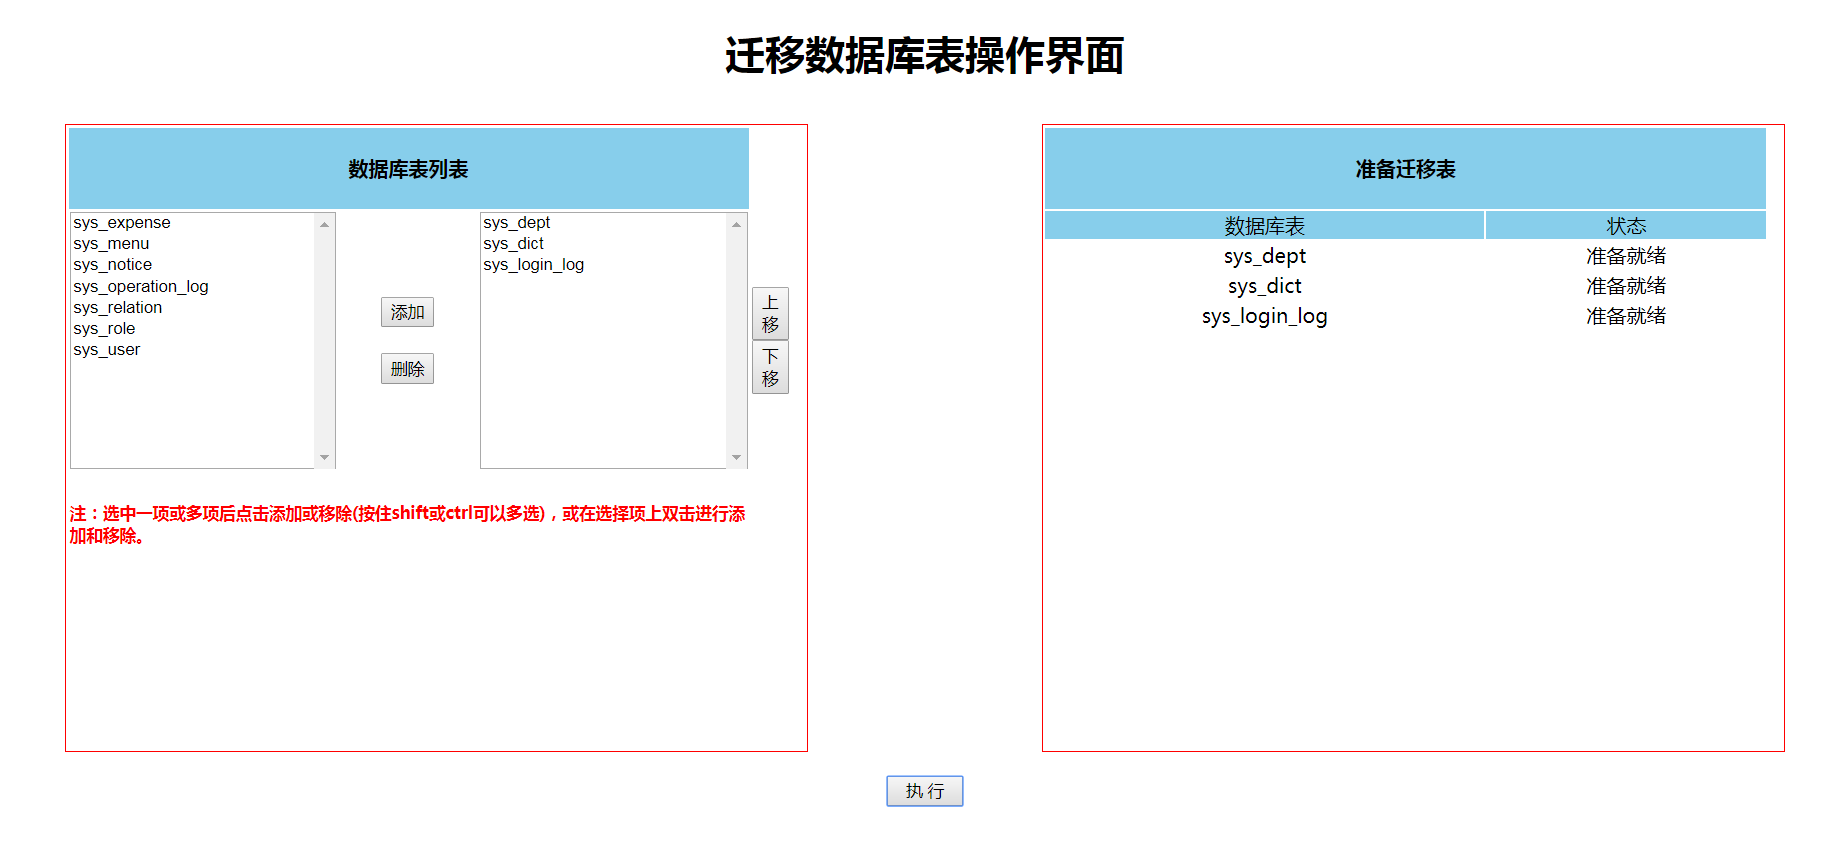 迁移数据库表操作界面
数据库表列表
sys_expense
sys_menu
sys_notice
sys_operation_log
sys_relation
sys_role
sys_user
添加
删除
sys_dept
sys_dict
sys_login_log
上
移
下
移
注：选中一项或多项后点击添加或移除(按住shift或ctrl可以多选)，或在选择项上双击进行添
加和移除。
准备迁移表
数据库表 状态
sys_dept 准备就绪
sys_dict 准备就绪
sys_login_log 准备就绪
执 行